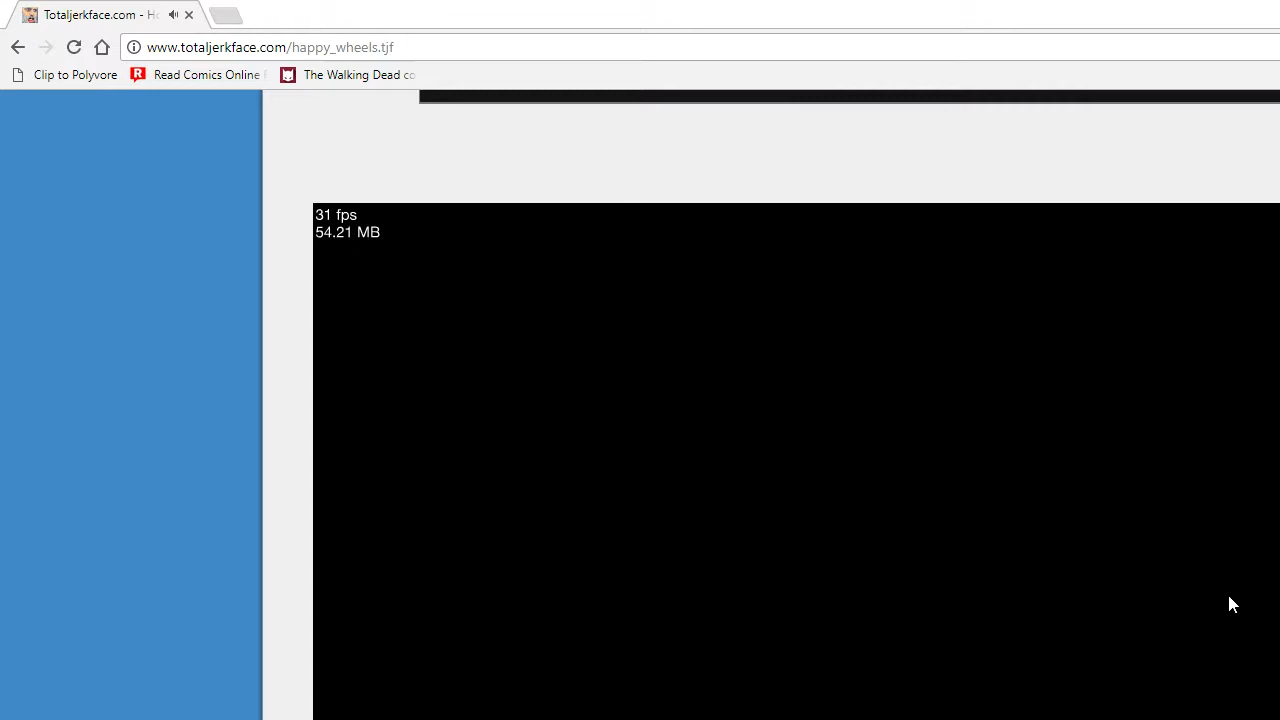 Totaljerkface.com - H
www.totaljerkface.com/happy_wheels.tjf
Clip to Polyvore
Read Comics Online
The Walking Dead co
31 fps
54.21 MB